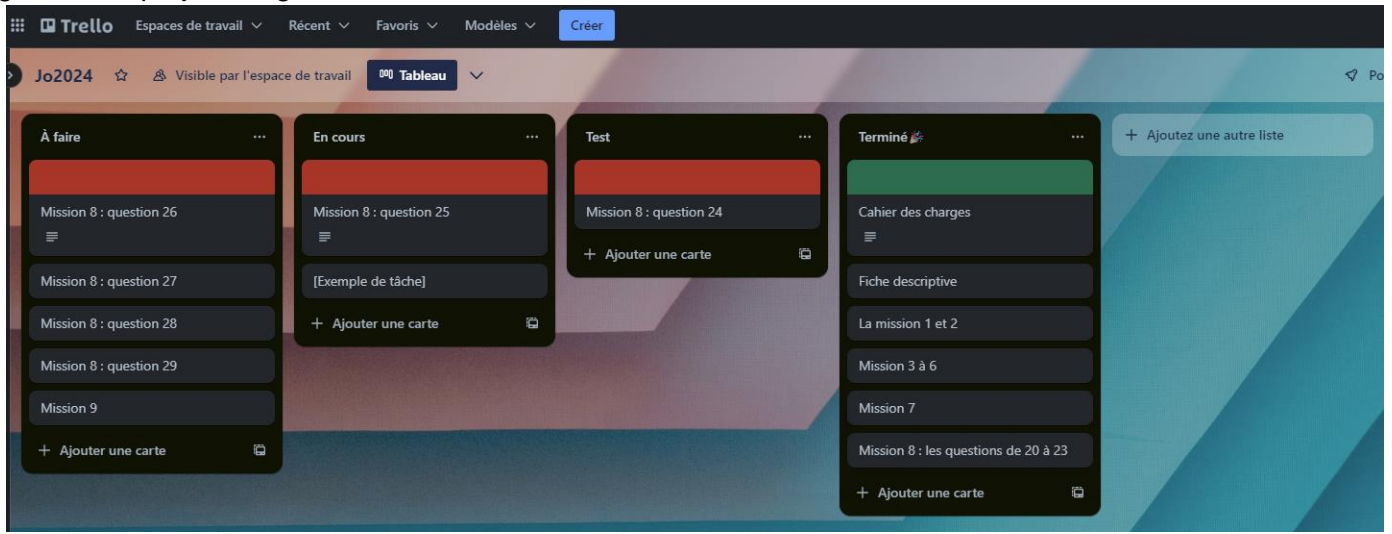 Trello Espaces de travail Récent Favoris Modèles Créer
Jo2024 Visible par l'espace de travail Tableau
À faire
Mission 8 : question 26
Mission 8 : question 27
Mission 8 : question 28
Mission 8 : question 29
Mission 9
+ Ajouter une carte
En cours
Mission 8 : question 25
[Exemple de tâche]
+ Ajouter une carte
Test
Mission 8 : question 24
+ Ajouter une carte
Terminé🎉
Cahier des charges
Fiche descriptive
La mission 1 et 2
Mission 3 à 6
Mission 7
Mission 8 : les questions de 20 à 23
+ Ajouter une carte
+ Ajoutez une autre liste